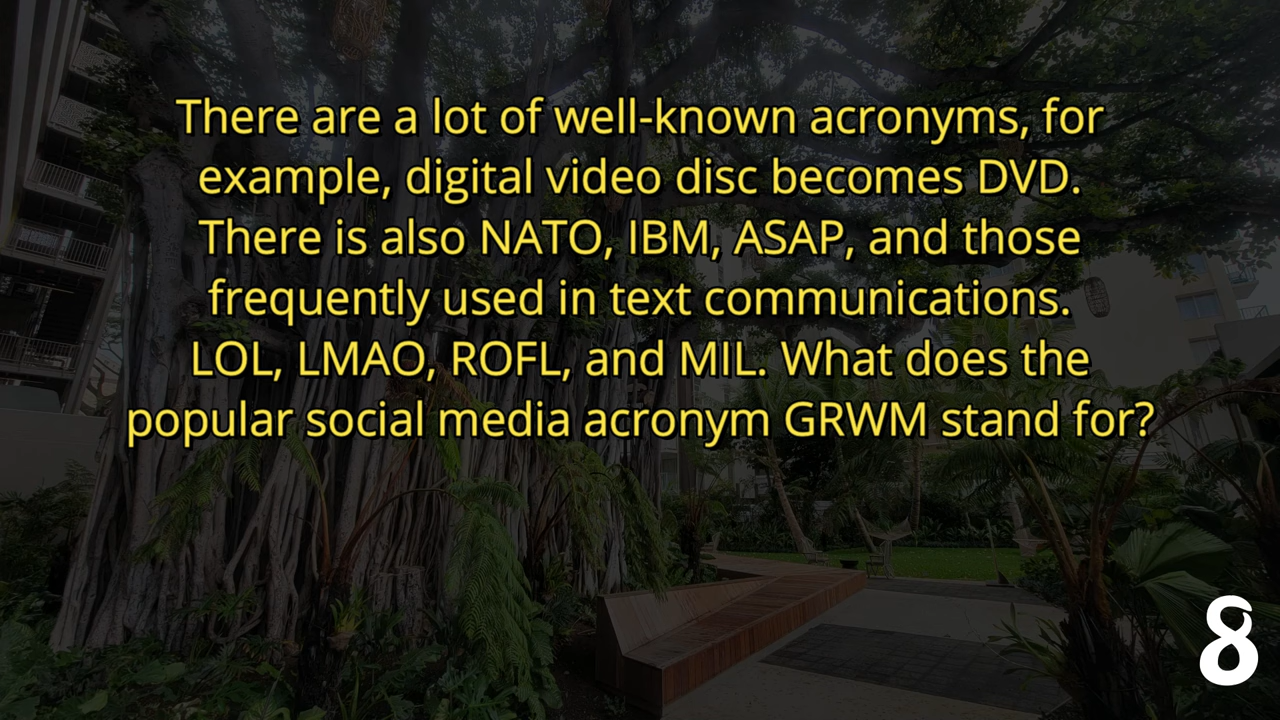 There are a lot of well-known acronyms, for
example, digital video disc becomes DVD.
There is also NATO, IBM, ASAP, and those
frequently used in text communications.
LOL, LMAO, ROFL, and MIL. What does the
popular social media acronym GRWM stand for?
8